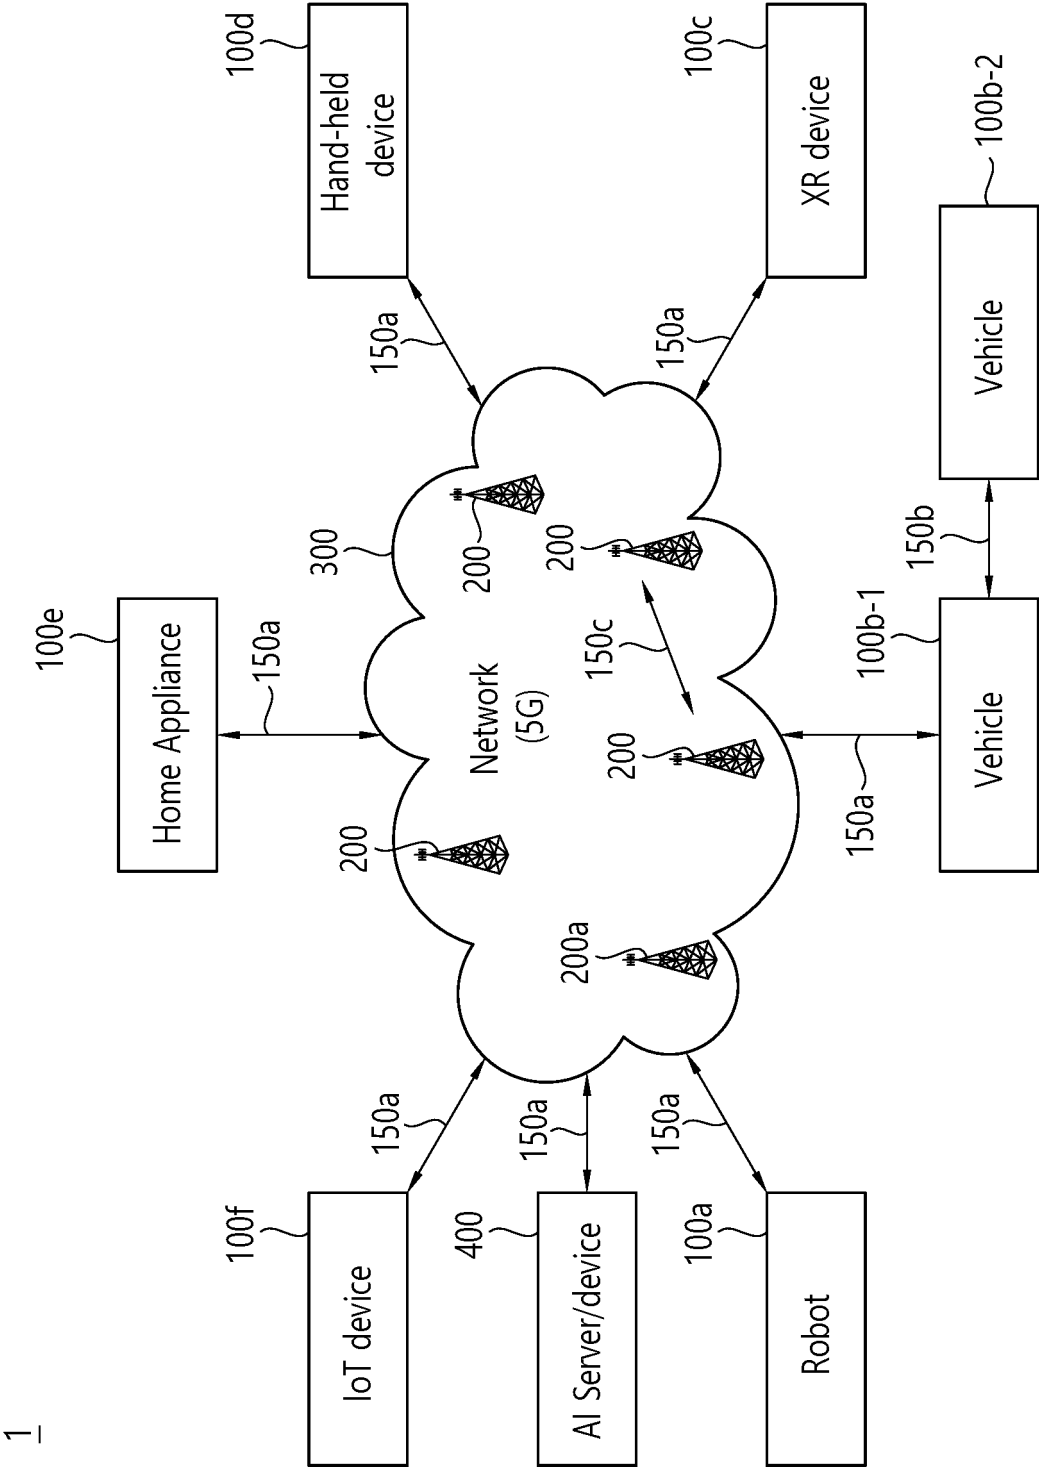 1
100e
Home Appliance
150a
100f
IoT device
150a
300
100d
Hand-held
device
150a
200
Network
(5G)
200
400
AI Server/device
150a
200a
200
150c
200
100a
Robot
150a
100c
XR device
150a
150a
100b-1
Vehicle
150b
100b-2
Vehicle